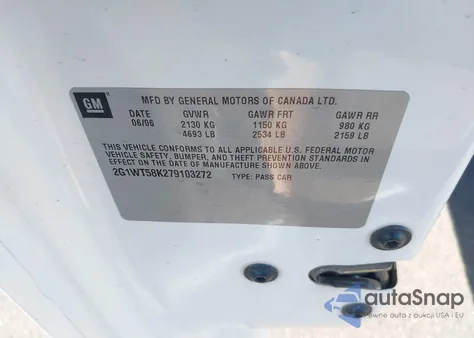 GM
MFD BY GENERAL MOTORS OF CANADA LTD.
DATE GVWR GAWR FRT GAWR RR
06/06 2130 KG 1150 KG 980 KG
4693 LB 2534 LB 2159 LB
THIS VEHICLE CONFORMS TO ALL APPLICABLE U.S. FEDERAL MOTOR
VEHICLE SAFETY, BUMPER, AND THEFT PREVENTION STANDARDS IN
EFFECT ON THE DATE OF MANUFACTURE SHOWN ABOVE.
2G1WT58K279103272 TYPE: PASS CAR
autoSnap
Pewne auta z aukcji USA i EU